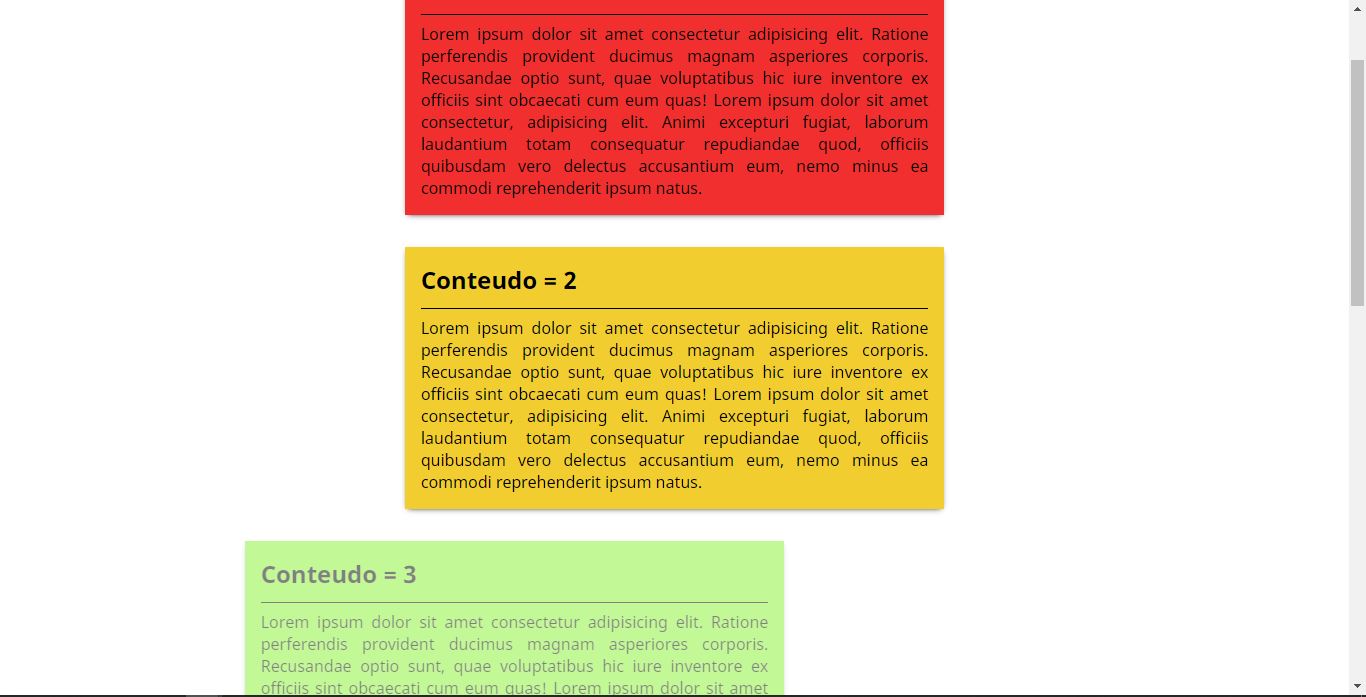 Lorem ipsum dolor sit amet consectetur adipisicing elit. Ratione
perferendis provident ducimus magnam asperiores corporis.
Recusandae optio sunt, quae voluptatibus hic iure inventore ex
officiis sint obcaecati cum eum quas! Lorem ipsum dolor sit amet
consectetur, adipisicing elit. Animi excepturi fugiat, laborum
laudantium totam consequatur repudiandae quod, officiis
quibusdam vero delectus accusantium eum, nemo minus ea
commodi reprehenderit ipsum natus.
Conteudo = 2
Lorem ipsum dolor sit amet consectetur adipisicing elit. Ratione
perferendis provident ducimus magnam asperiores corporis.
Recusandae optio sunt, quae voluptatibus hic iure inventore ex
officiis sint obcaecati cum eum quas! Lorem ipsum dolor sit amet
consectetur, adipisicing elit. Animi excepturi fugiat, laborum
laudantium totam consequatur repudiandae quod, officiis
quibusdam vero delectus accusantium eum, nemo minus ea
commodi reprehenderit ipsum natus.
Conteudo = 3
Lorem ipsum dolor sit amet consectetur adipisicing elit. Ratione
perferendis provident ducimus magnam asperiores corporis.
Recusandae optio sunt, quae voluptatibus hic iure inventore ex
officiis sint obcaecati cum eum quas! Lorem ipsum dolor sit amet